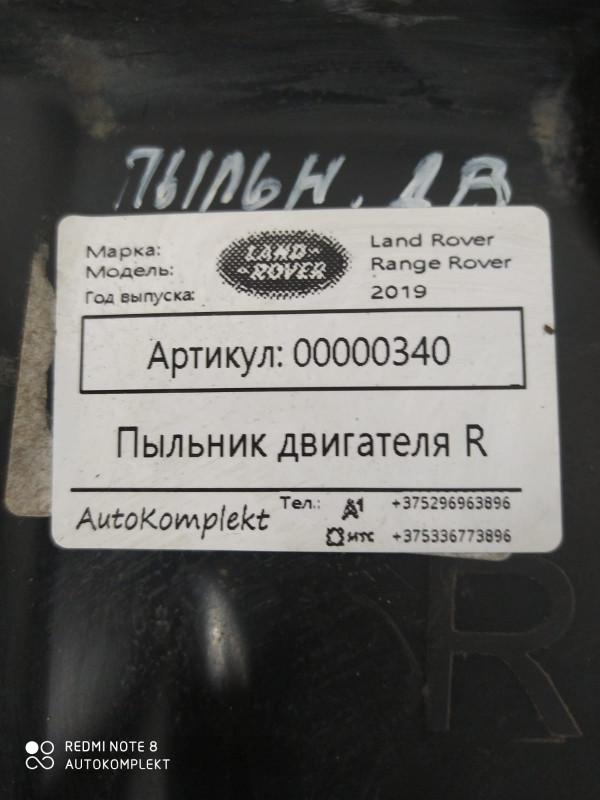 ПЫЛЬН. ДВ
Марка:
LAND-
-ROVER
Land Rover
Модель:
Range Rover
Год выпуска:
2019
Артикул: 00000340
Пыльник двигателя R
AutoKomplekt
Тел.: A1 +375296963896
мтс +375336773896
R
REDMI NOTE 8
AUTOKOMPLEKT